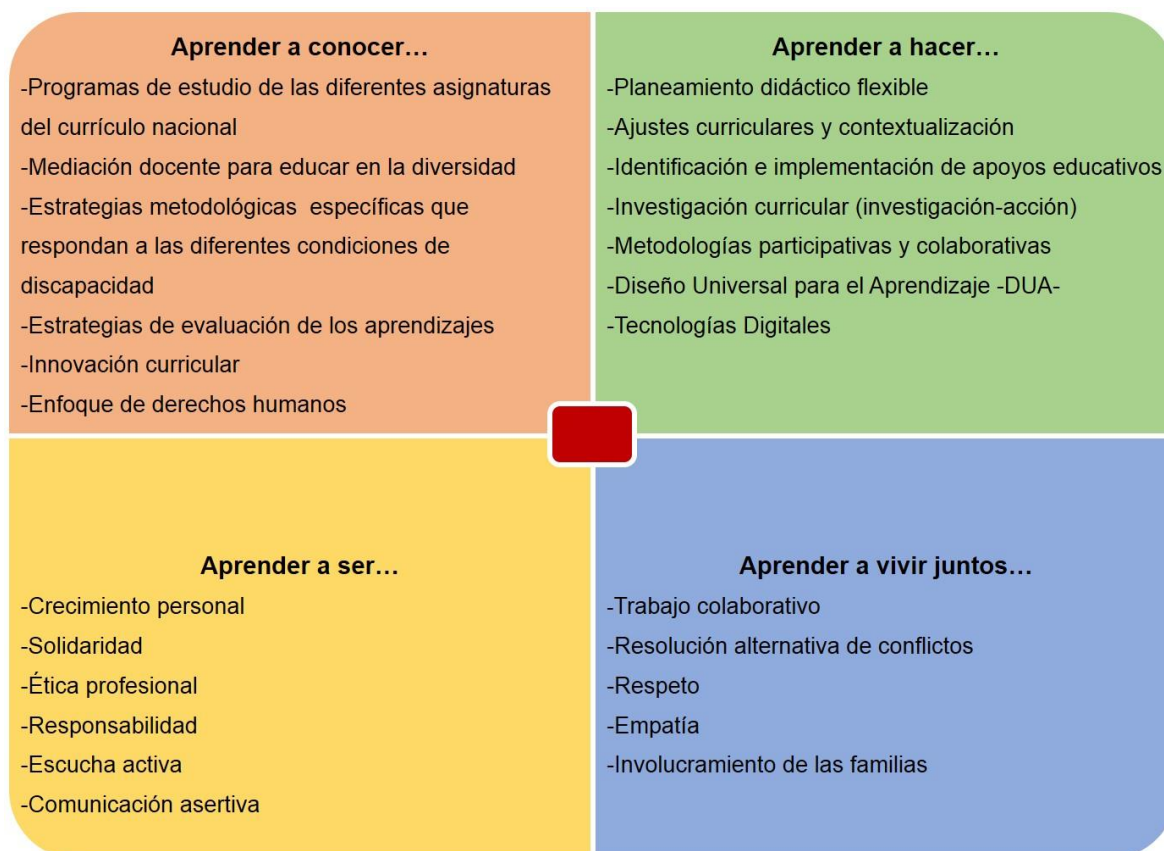 Aprender a conocer…
-Programas de estudio de las diferentes asignaturas
del currículo nacional
-Mediación docente para educar en la diversidad
-Estrategias metodológicas específicas que
respondan a las diferentes condiciones de
discapacidad
-Estrategias de evaluación de los aprendizajes
-Innovación curricular
-Enfoque de derechos humanos
Aprender a hacer…
-Planeamiento didáctico flexible
-Ajustes curriculares y contextualización
-Identificación e implementación de apoyos educativos
-Investigación curricular (investigación-acción)
-Metodologías participativas y colaborativas
-Diseño Universal para el Aprendizaje -DUA-
-Tecnologías Digitales
Aprender a ser…
-Crecimiento personal
-Solidaridad
-Ética profesional
-Responsabilidad
-Escucha activa
-Comunicación asertiva
Aprender a vivir juntos…
-Trabajo colaborativo
-Resolución alternativa de conflictos
-Respeto
-Empatía
-Involucramiento de las familias